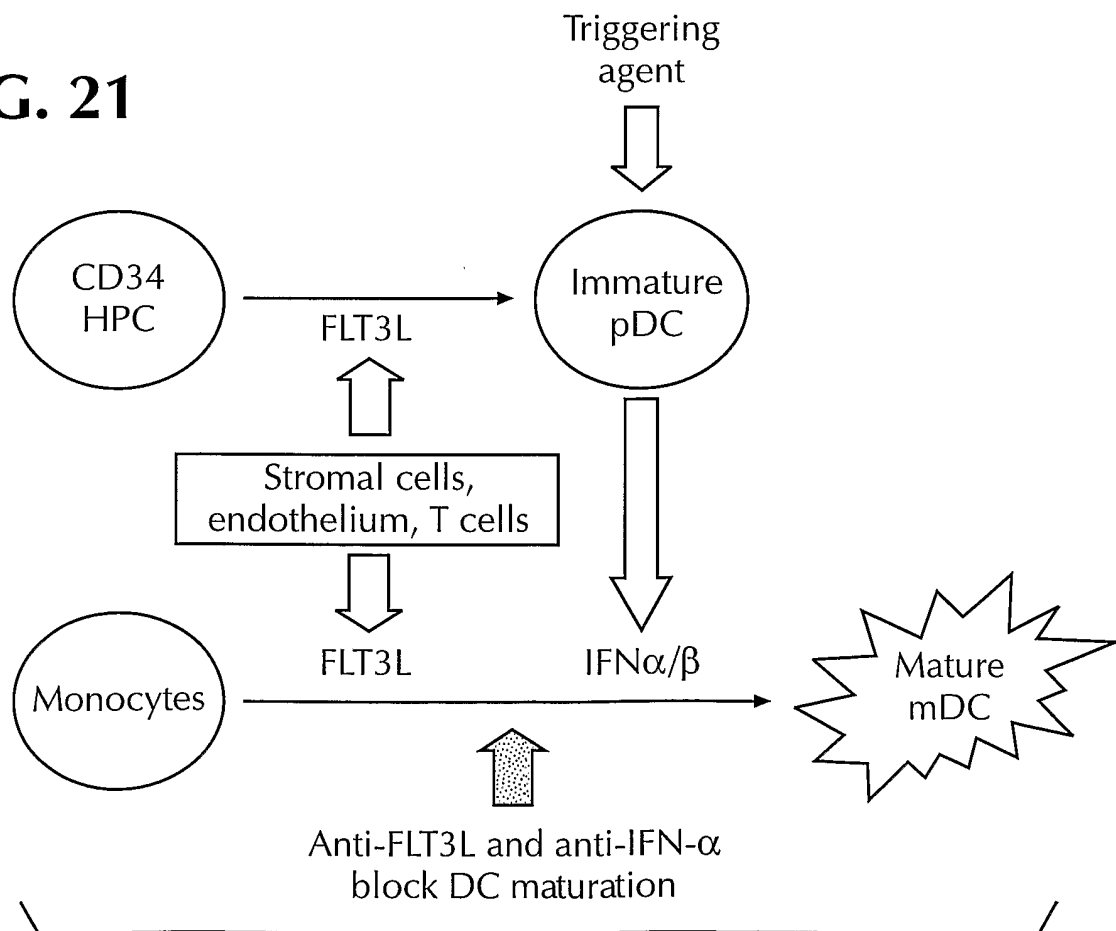 G. 21
Triggering
agent
CD34
HPC
FLT3L
Immature
pDC
Stromal cells,
endothelium, T cells
Monocytes
FLT3L
IFNα/β
Mature
mDC
Anti-FLT3L and anti-IFN-α
block DC maturation